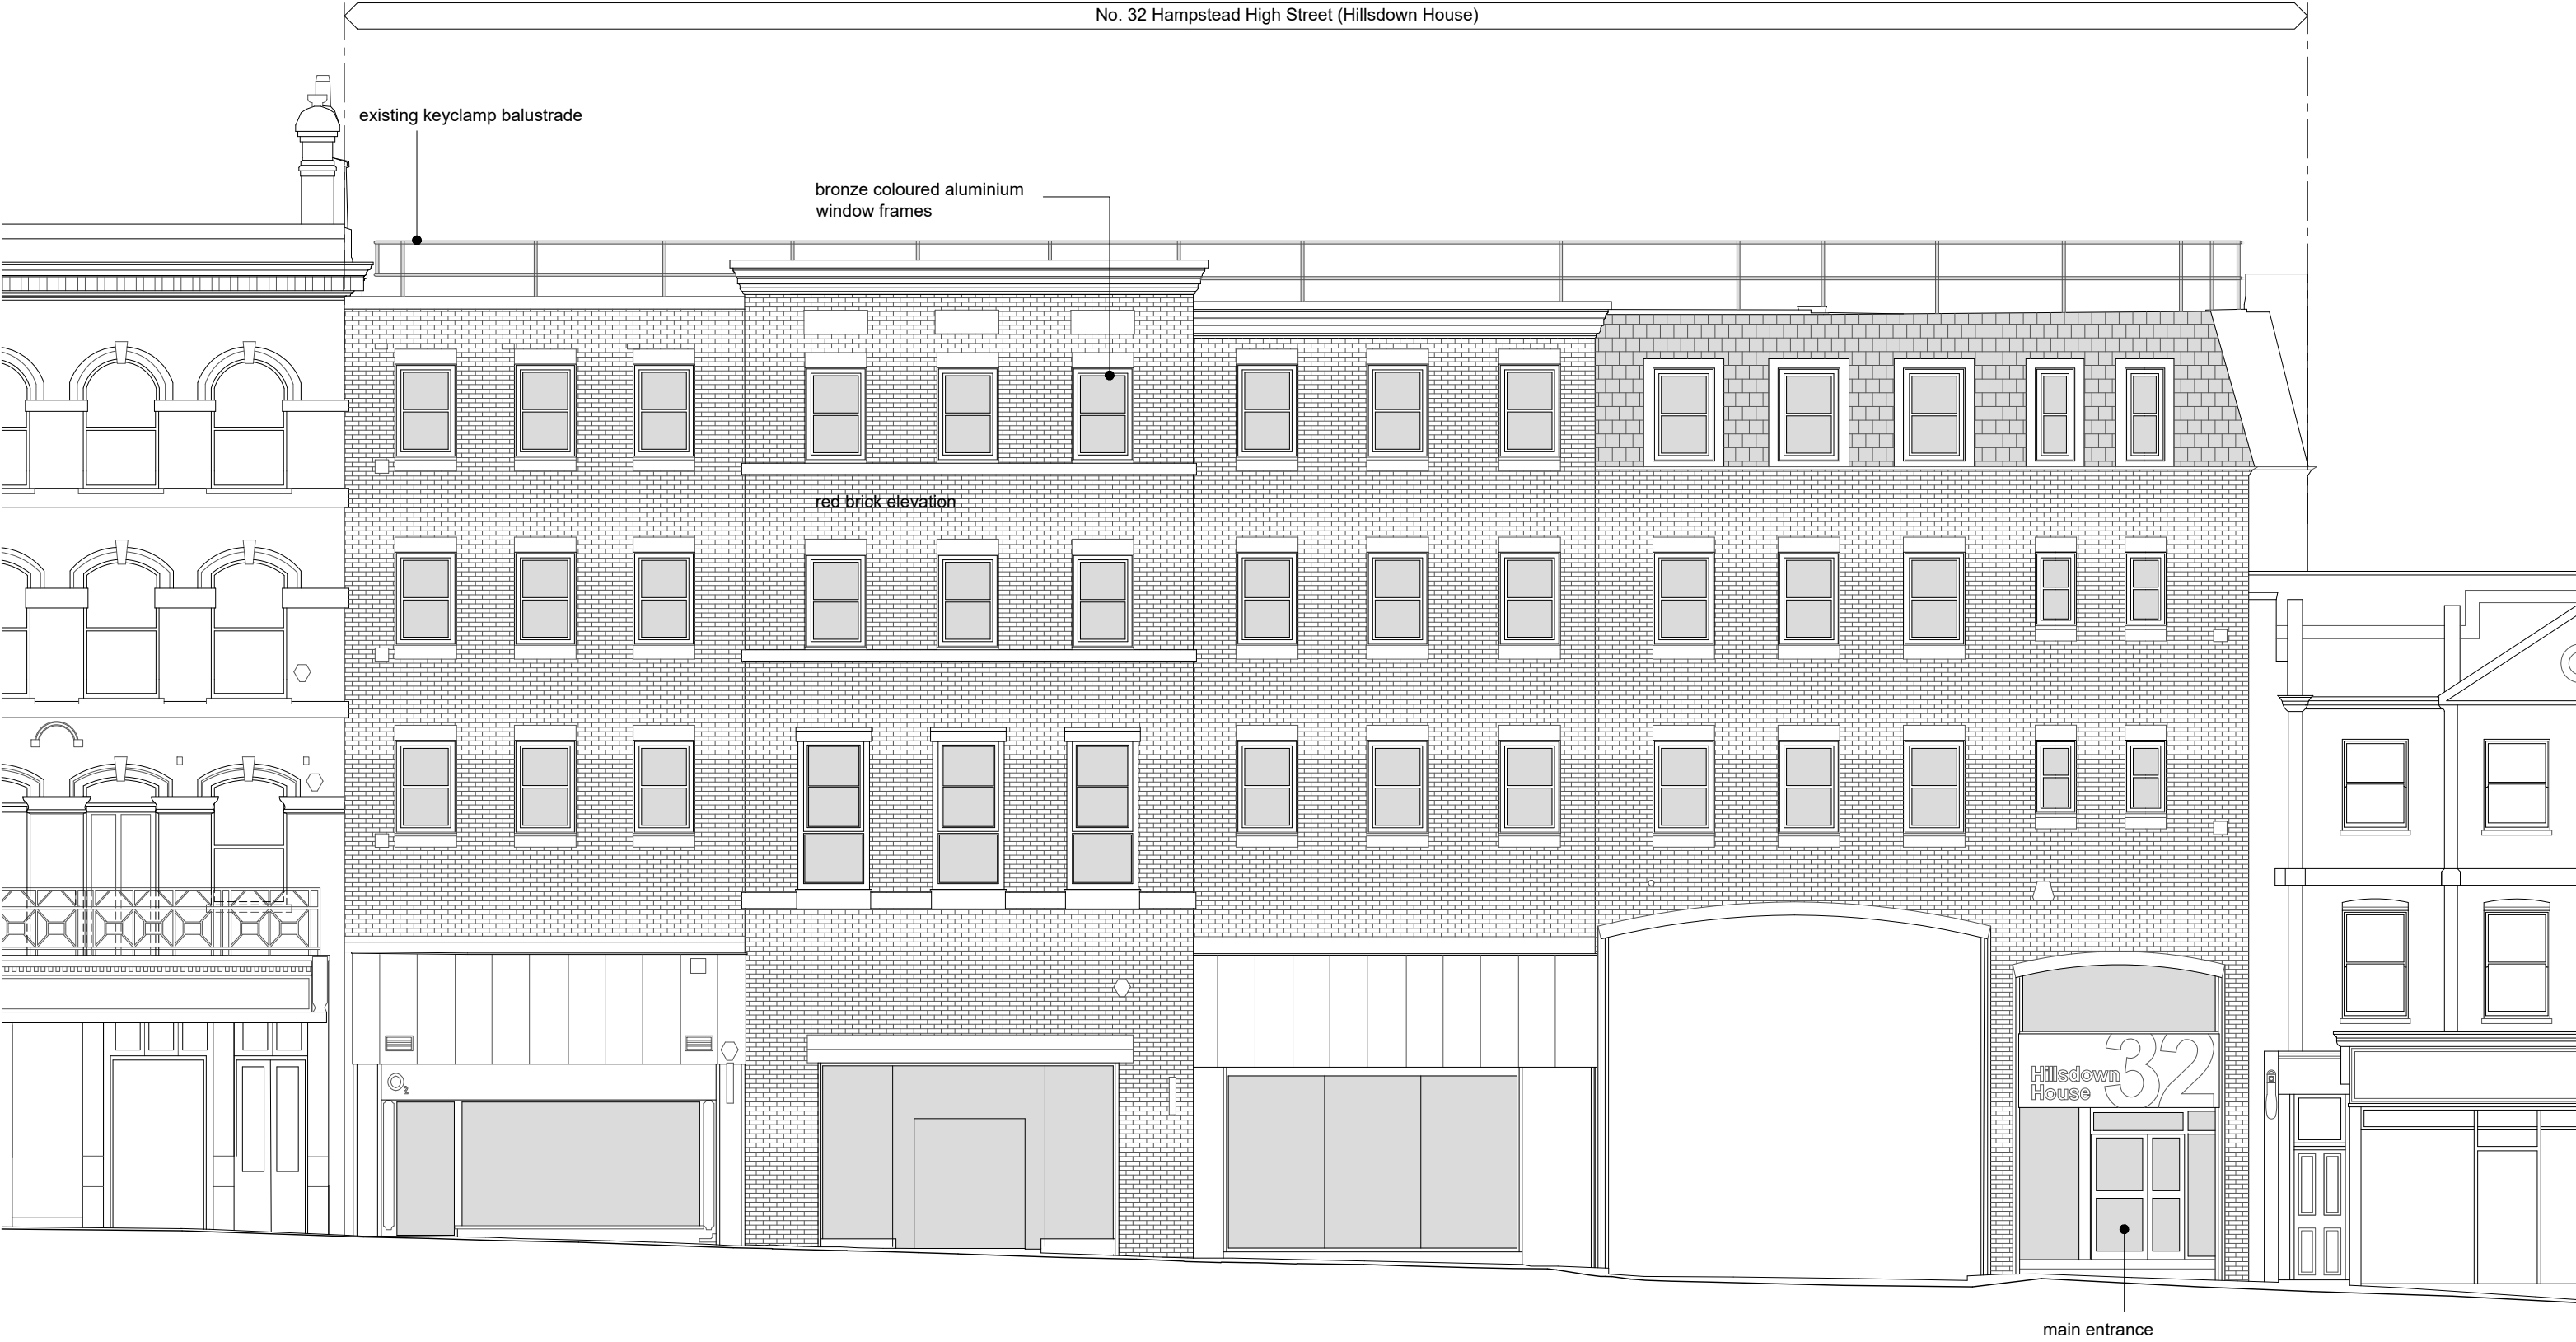 No. 32 Hampstead High Street (Hillsdown House)
existing keyclamp balustrade
bronze coloured aluminium
window frames
red brick elevation
O2
32
Hillsdown
House
main entrance